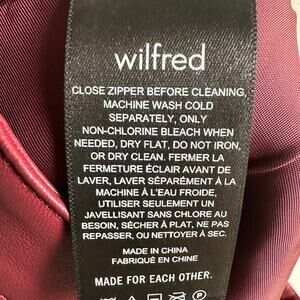 wilfred
CLOSE ZIPPER BEFORE CLEANING,
MACHINE WASH COLD
SEPARATELY, ONLY
NON-CHLORINE BLEACH WHEN
NEEDED, DRY FLAT, DO NOT IRON,
OR DRY CLEAN. FERMER LA
FERMETURE ÉCLAIR AVANT DE
LAVER, LAVER SÉPARÉMENT À LA
MACHINE À L'EAU FROIDE,
UTILISER SEULEMENT UN
JAVELLISANT SANS CHLORE AU
BESOIN, SÉCHER À PLAT, NE PAS
REPASSER, OU NETTOYER À SEC.
MADE IN CHINA
FABRIQUÉ EN CHINE
MADE FOR EACH OTHER.